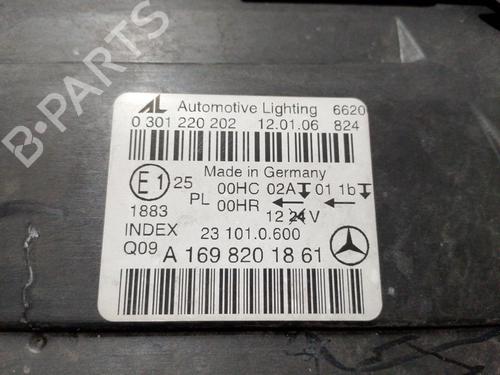 B-PARTS
AL Automotive Lighting 6620
0 301 220 202 12.01.06 824
Made in Germany
E1 25 00HC 02A 01 1b
PL 00HR ← ←
1883 12 24 V
INDEX 23 101.0.600
Q09 A 169 820 18 61